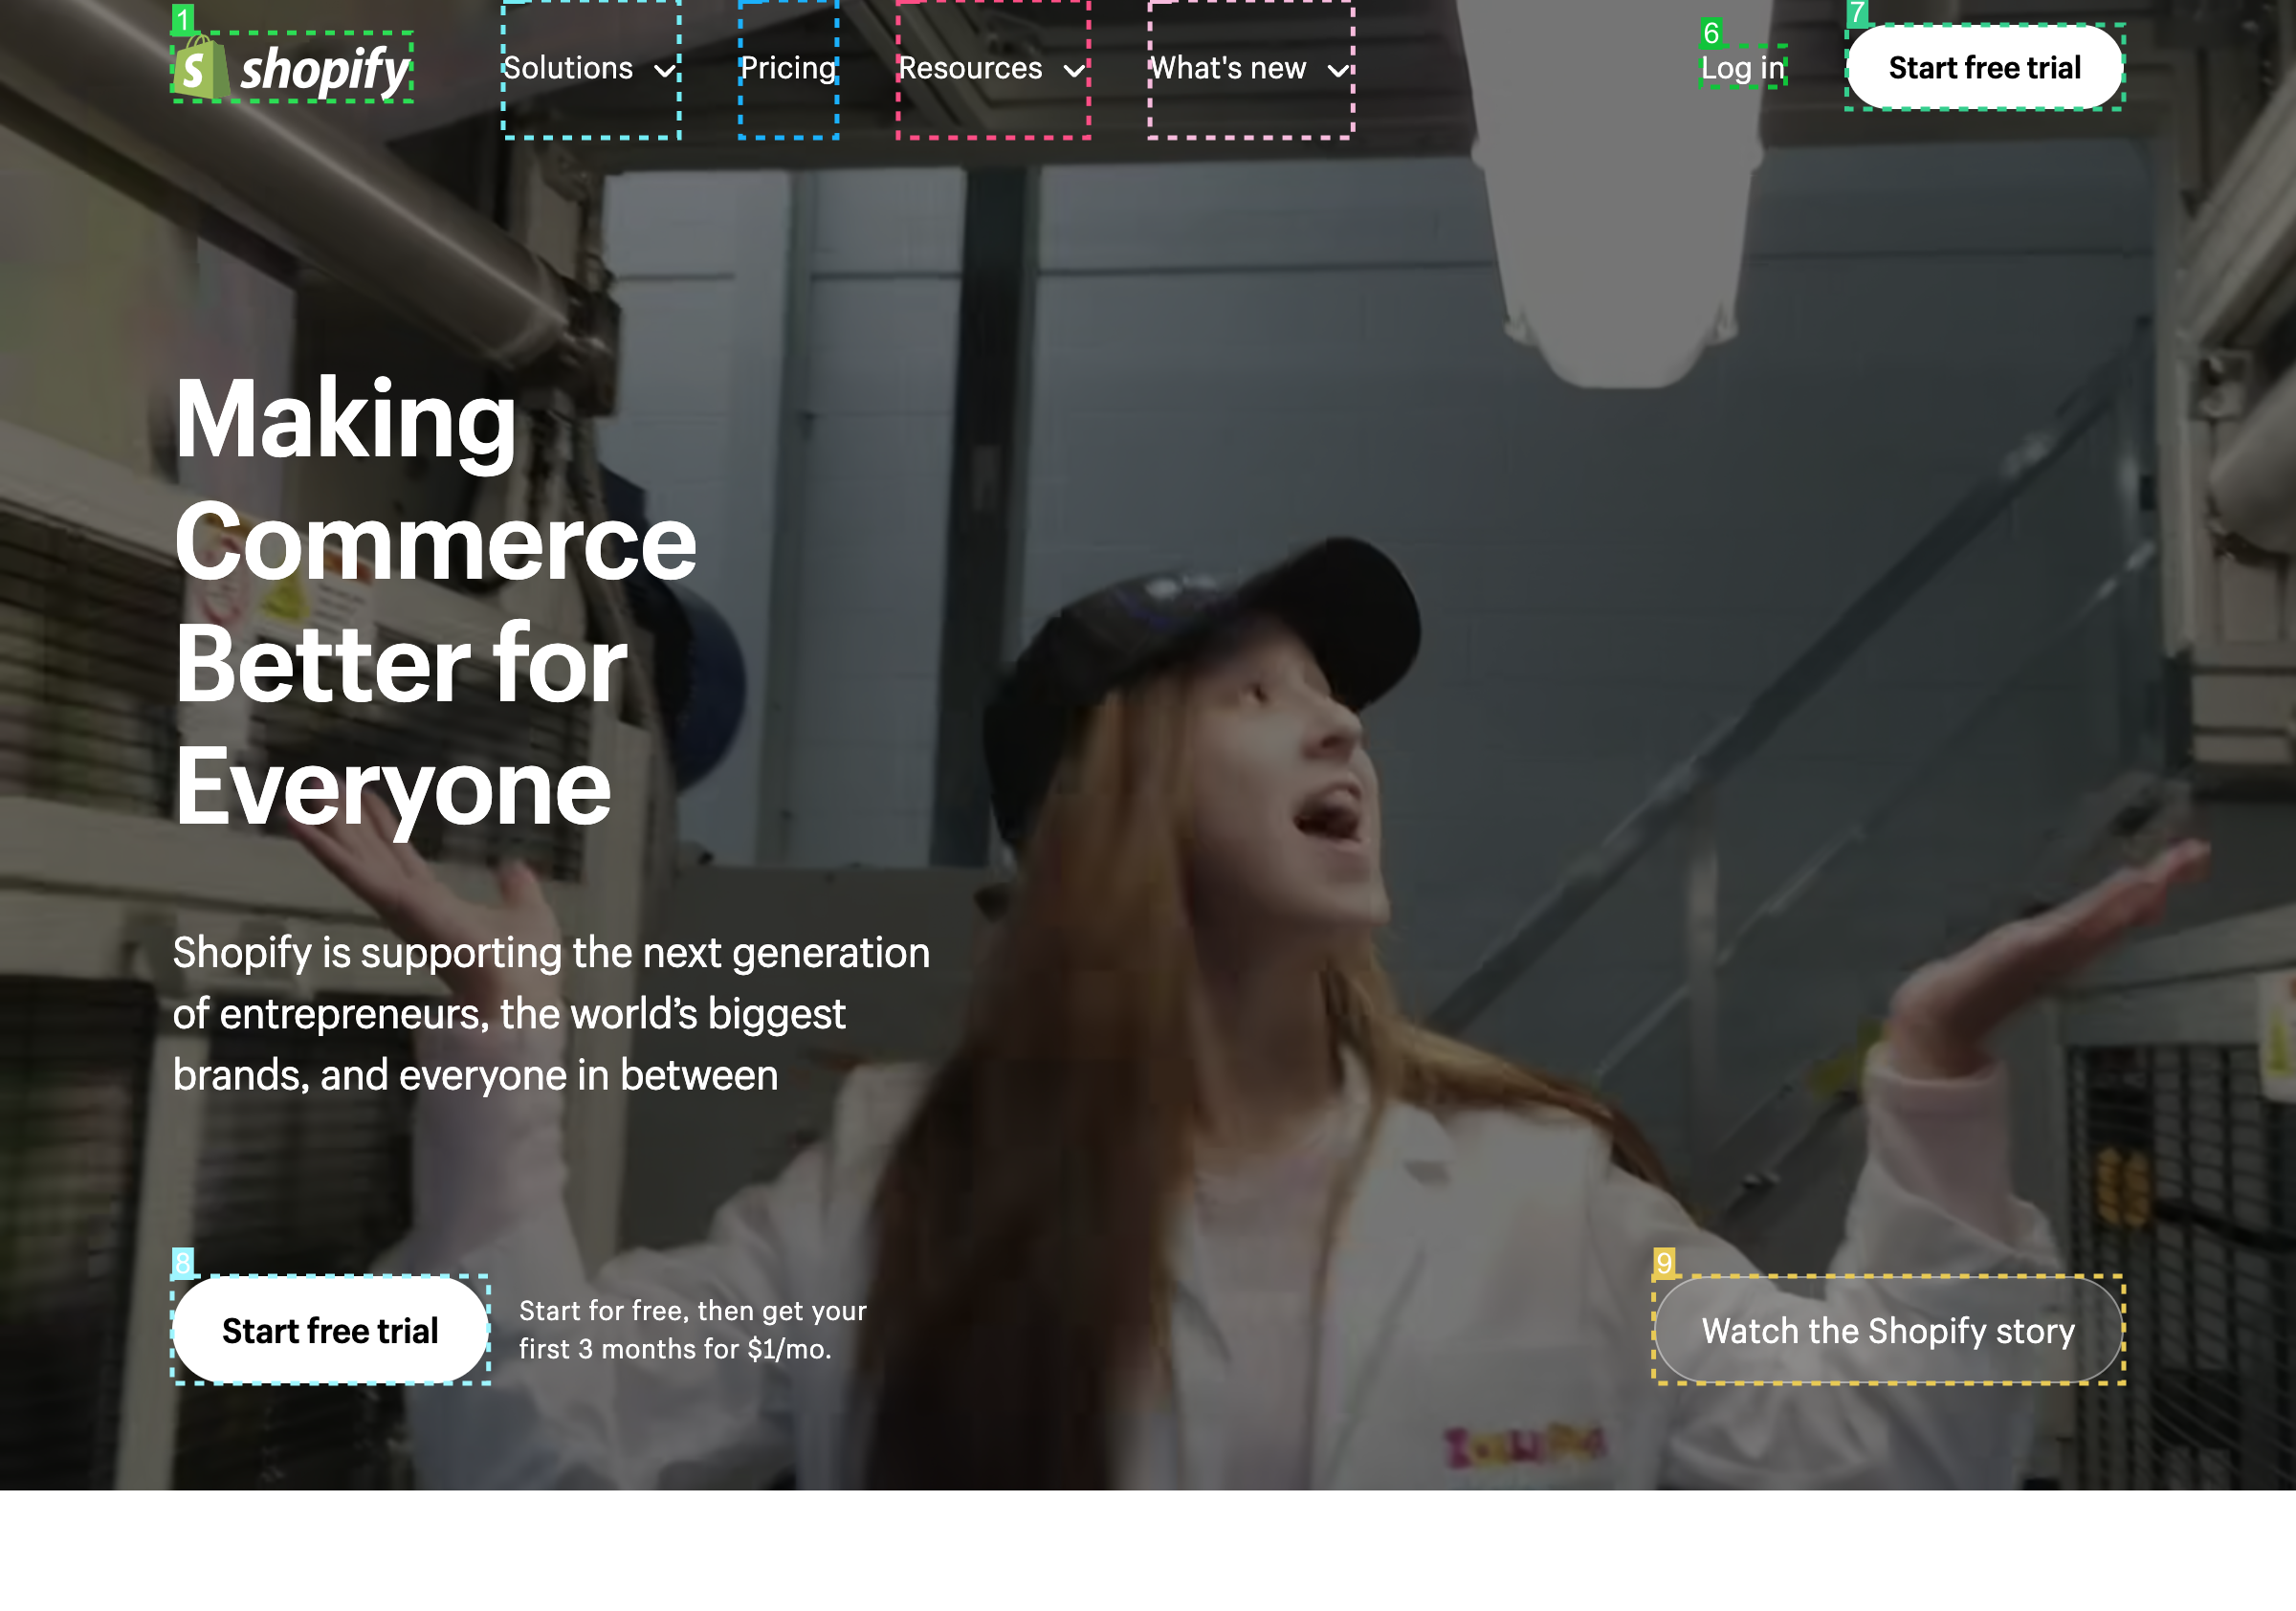 1
shopify
Solutions
Pricing
Resources
What's new
6
Log in
7
Start free trial
Making
Commerce
Better for
Everyone
Shopify is supporting the next generation
of entrepreneurs, the world’s biggest
brands, and everyone in between
8
Start free trial
Start for free, then get your
first 3 months for $1/mo.
9
Watch the Shopify story